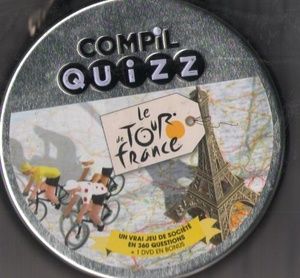 COMPiL
QUiZZ
le
de TOUR
france
UN VRAI JEU DE SOCIÉTÉ
EN 360 QUESTIONS
+ 1 DVD EN BONUS